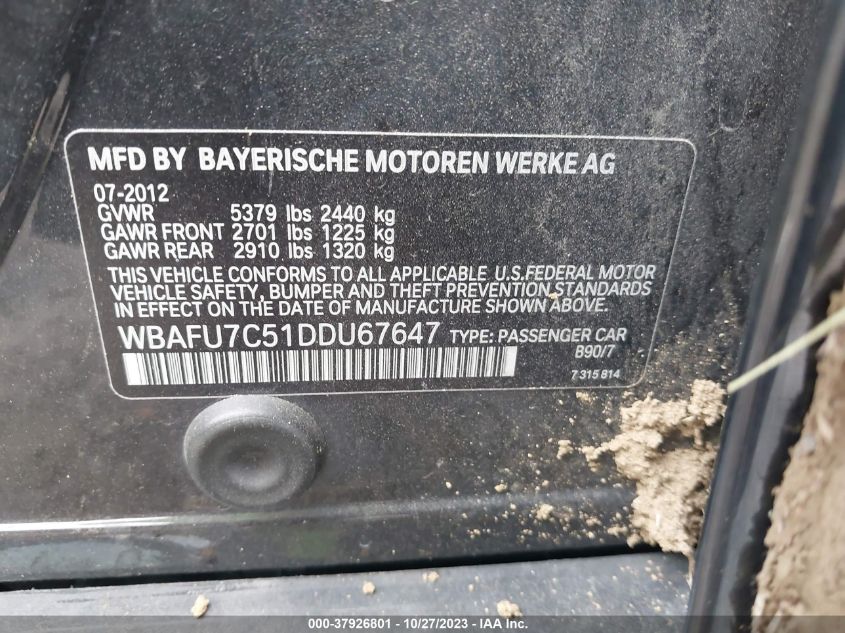 MFD BY BAYERISCHE MOTOREN WERKE AG
07-2012
GVWR 5379 lbs 2440 kg
GAWR FRONT 2701 lbs 1225 kg
GAWR REAR 2910 lbs 1320 kg
THIS VEHICLE CONFORMS TO ALL APPLICABLE U.S.FEDERAL MOTOR
VEHICLE SAFETY, BUMPER AND THEFT PREVENTION STANDARDS
IN EFFECT ON THE DATE OF MANUFACTURE SHOWN ABOVE.
WBAFU7C51DDU67647 TYPE: PASSENGER CAR
B90/7
7 315 814
000-37926801 - 10/27/2023 - IAA Inc.